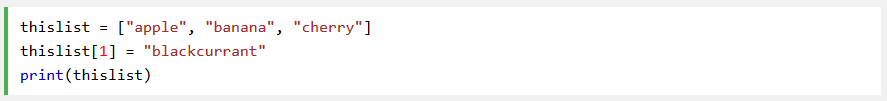 thislist = ["apple", "banana", "cherry"]
thislist[1] = "blackcurrant"
print(thislist)